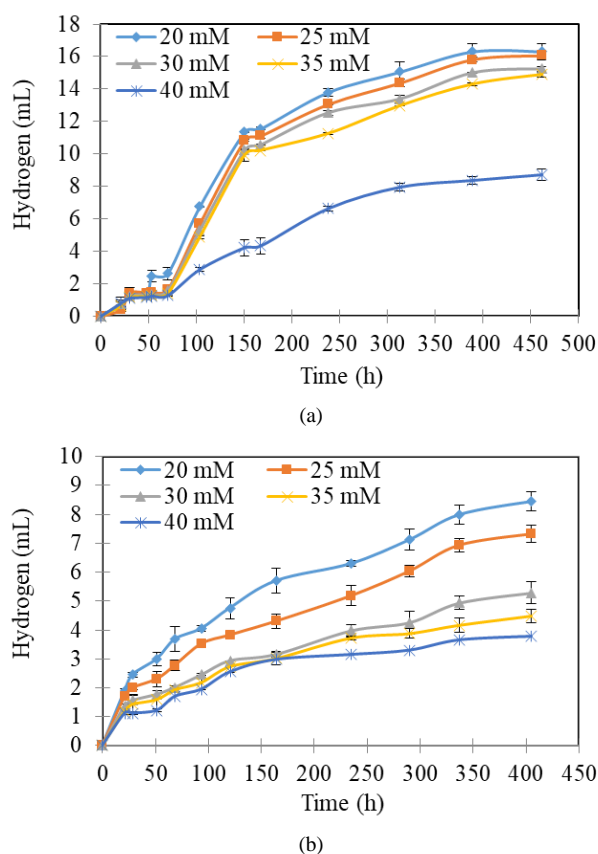 18
16
14
12
10
8
6
4
2
0
Hydrogen (mL)
20 mM 25 mM
30 mM 35 mM
40 mM
0 50 100 150 200 250 300 350 400 450 500
Time (h)
(a)
10
9
8
7
6
5
4
3
2
1
0
Hydrogen (mL)
20 mM 25 mM
30 mM 35 mM
40 mM
0 50 100 150 200 250 300 350 400 450
Time (h)
(b)